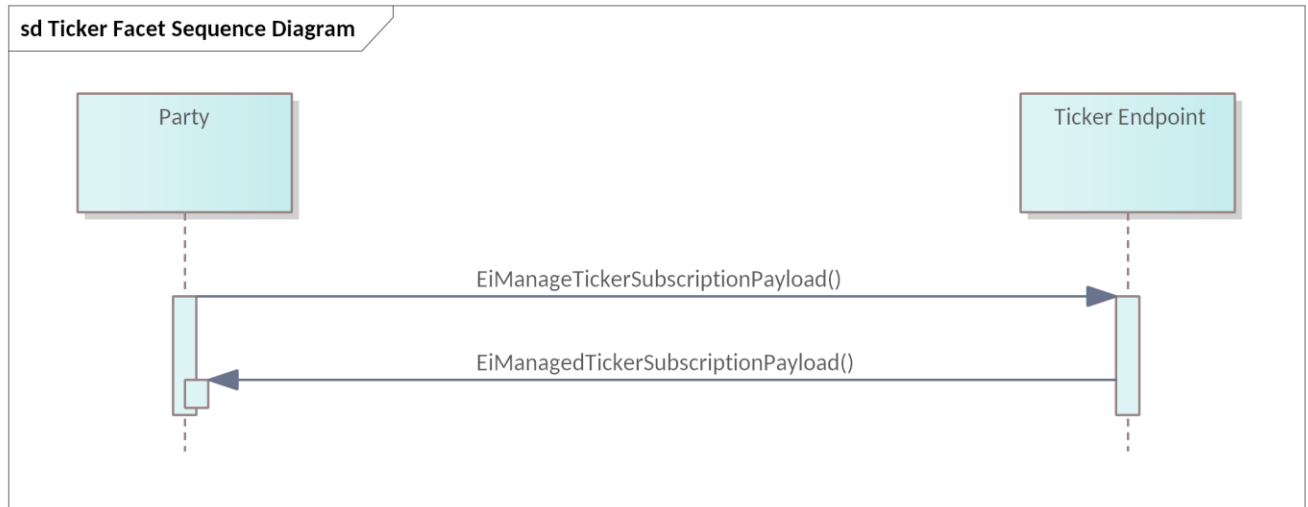 sd Ticker Facet Sequence Diagram
Party
Ticker Endpoint
EiManageTickerSubscriptionPayload()
EiManagedTickerSubscriptionPayload()